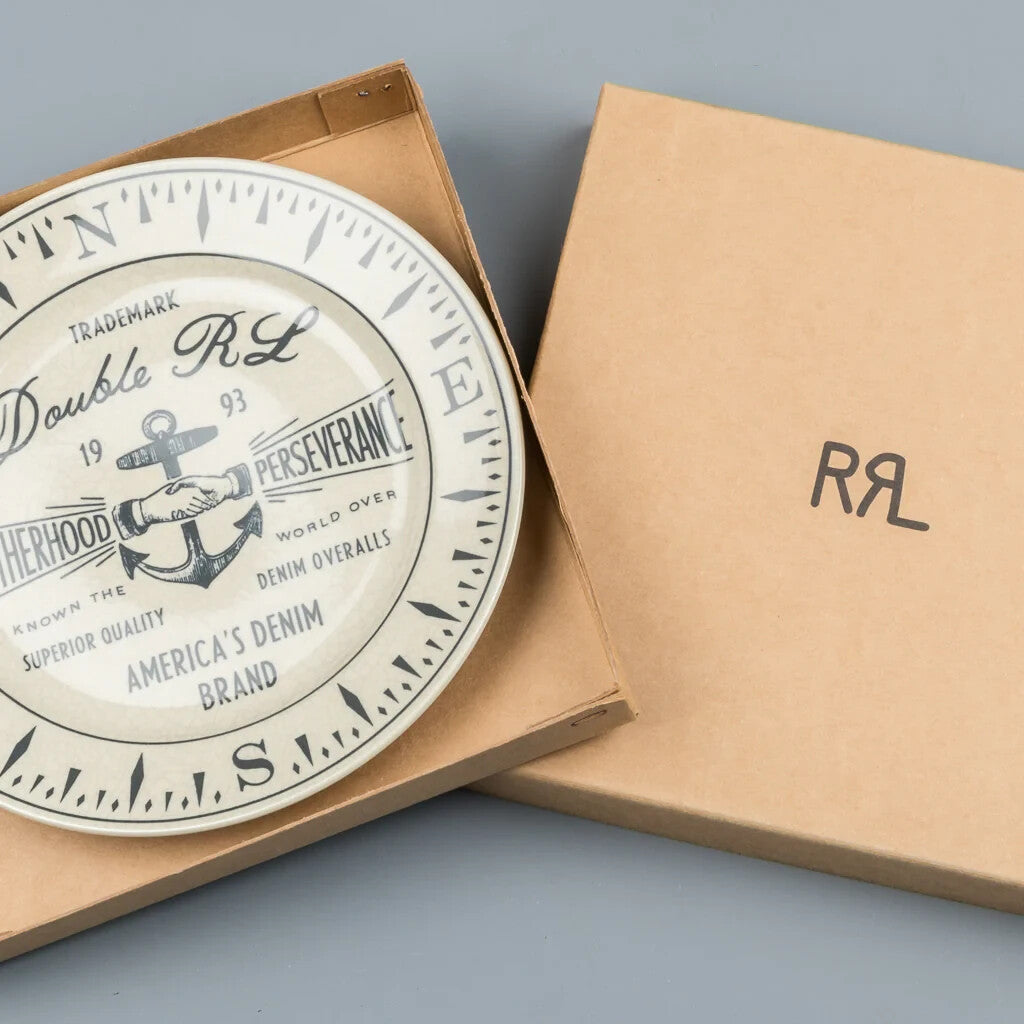 N
E
S
TRADEMARK
Double RL
19 93
HERHOOD PERSEVERANCE
KNOWN THE WORLD OVER
SUPERIOR QUALITY DENIM OVERALLS
AMERICA'S DENIM
BRAND
RRL